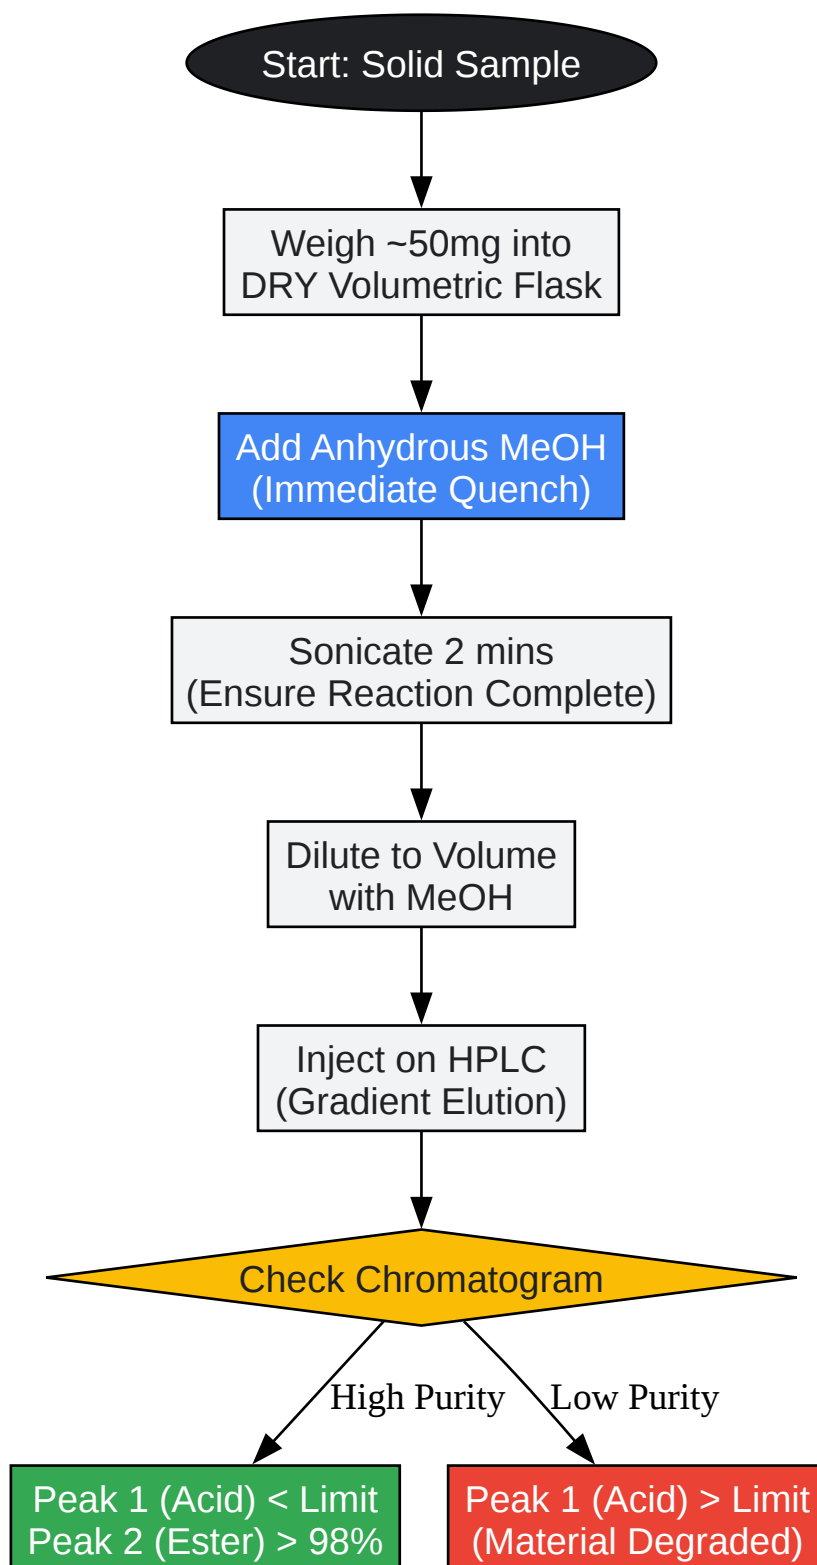 Start: Solid Sample
Weigh ~50mg into
DRY Volumetric Flask
Add Anhydrous MeOH
(Immediate Quench)
Sonicate 2 mins
(Ensure Reaction Complete)
Dilute to Volume
with MeOH
Inject on HPLC
(Gradient Elution)
Check Chromatogram
High Purity
Low Purity
Peak 1 (Acid) < Limit
Peak 2 (Ester) > 98%
Peak 1 (Acid) > Limit
(Material Degraded)